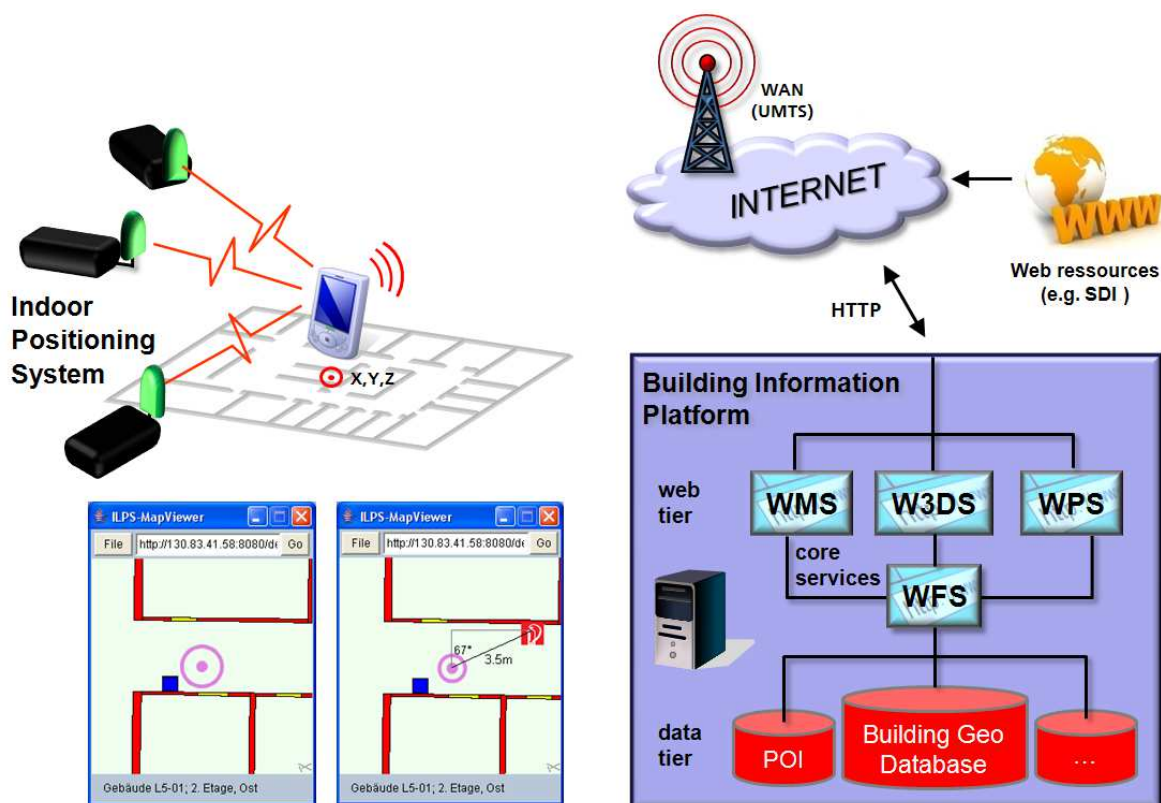 Indoor
Positioning
System
X,Y,Z
WAN
(UMTS)
INTERNET
WWW
Web ressources
(e.g. SDI )
HTTP
Building Information
Platform
web
tier
WMS
W3DS
WPS
core
services
WFS
data
tier
POI
Building Geo
Database
...
ILPS-MapViewer
File
http://130.83.41.58:8080/de
Go
Gebäude L5-01; 2. Etage, Ost
ILPS-MapViewer
File
http://130.83.41.58:8080/de
Go
67°
3.5m
Gebäude L5-01; 2. Etage, Ost